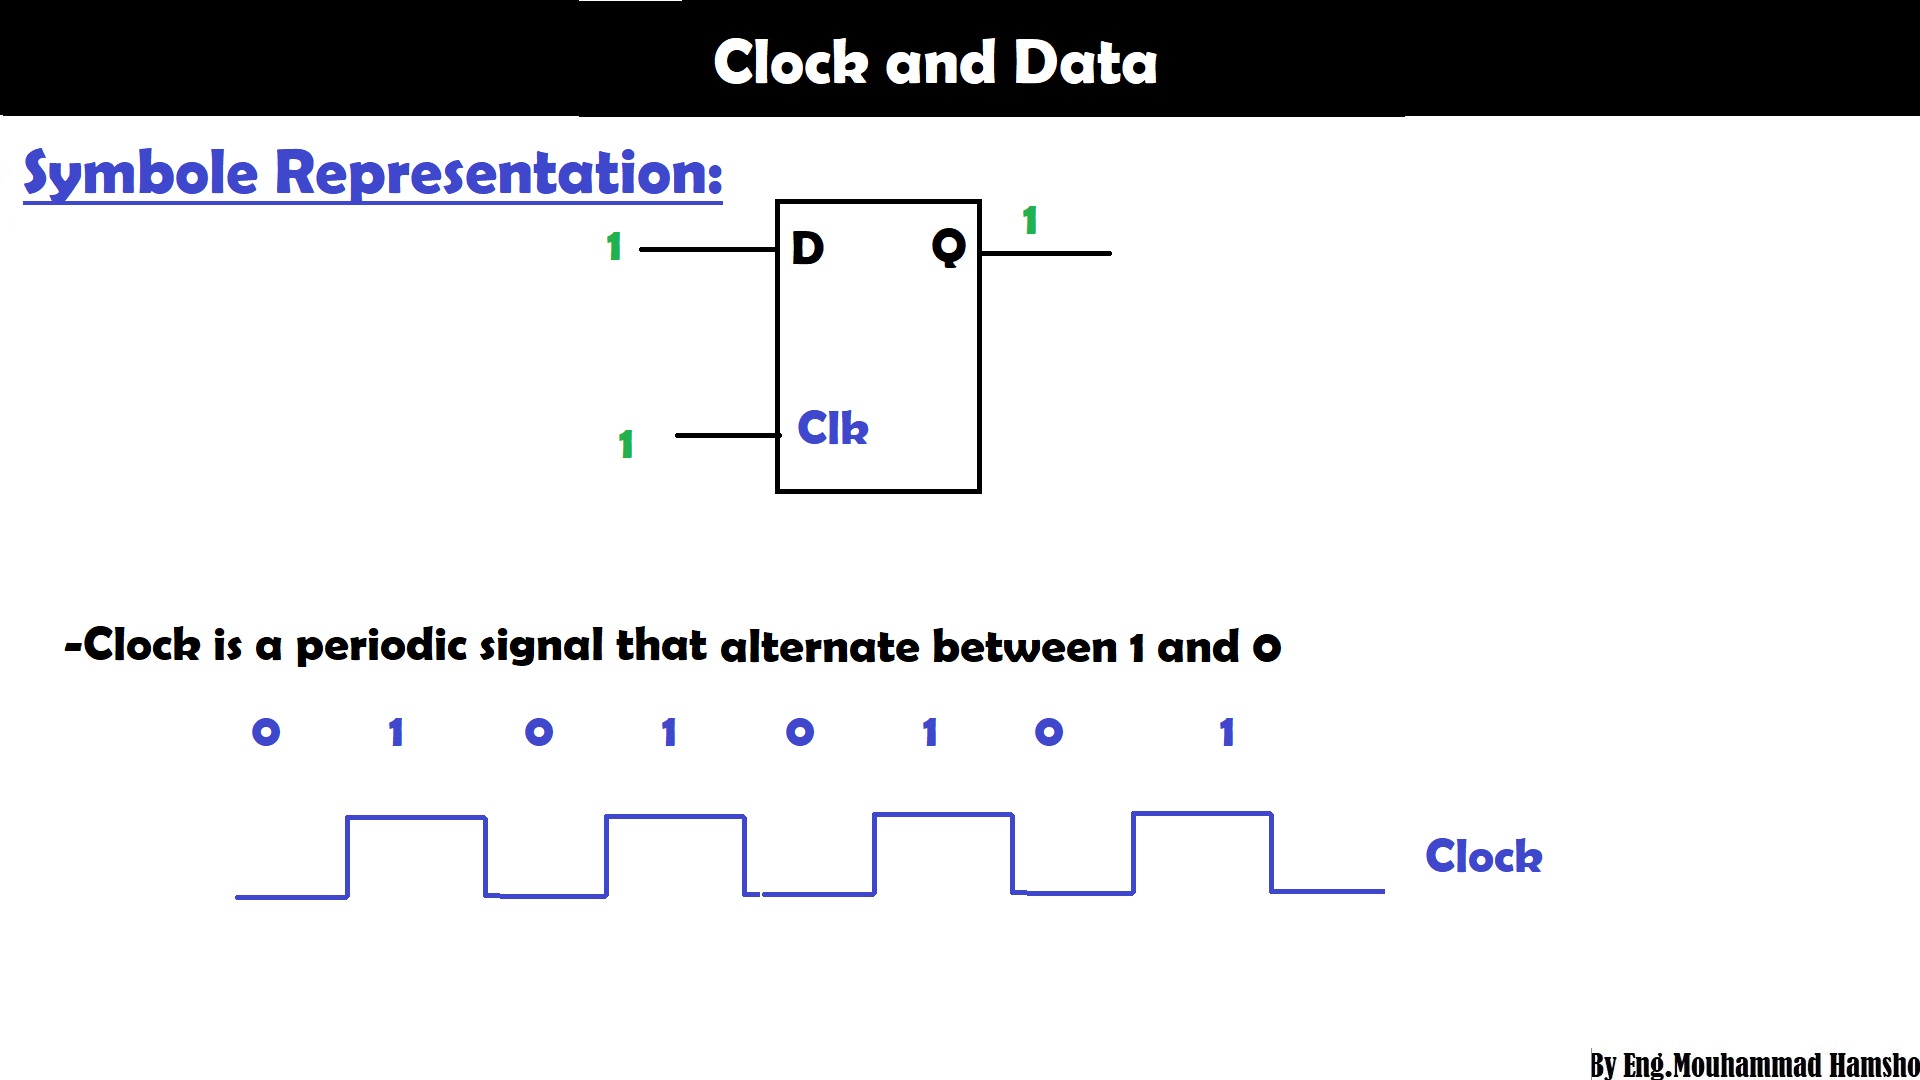 Clock and Data
Symbole Representation:
1 D Q 1
1 Clk
-Clock is a periodic signal that alternate between 1 and 0
0 1 0 1 0 1 0 1
Clock
By Eng.Mouhammad Hamsho